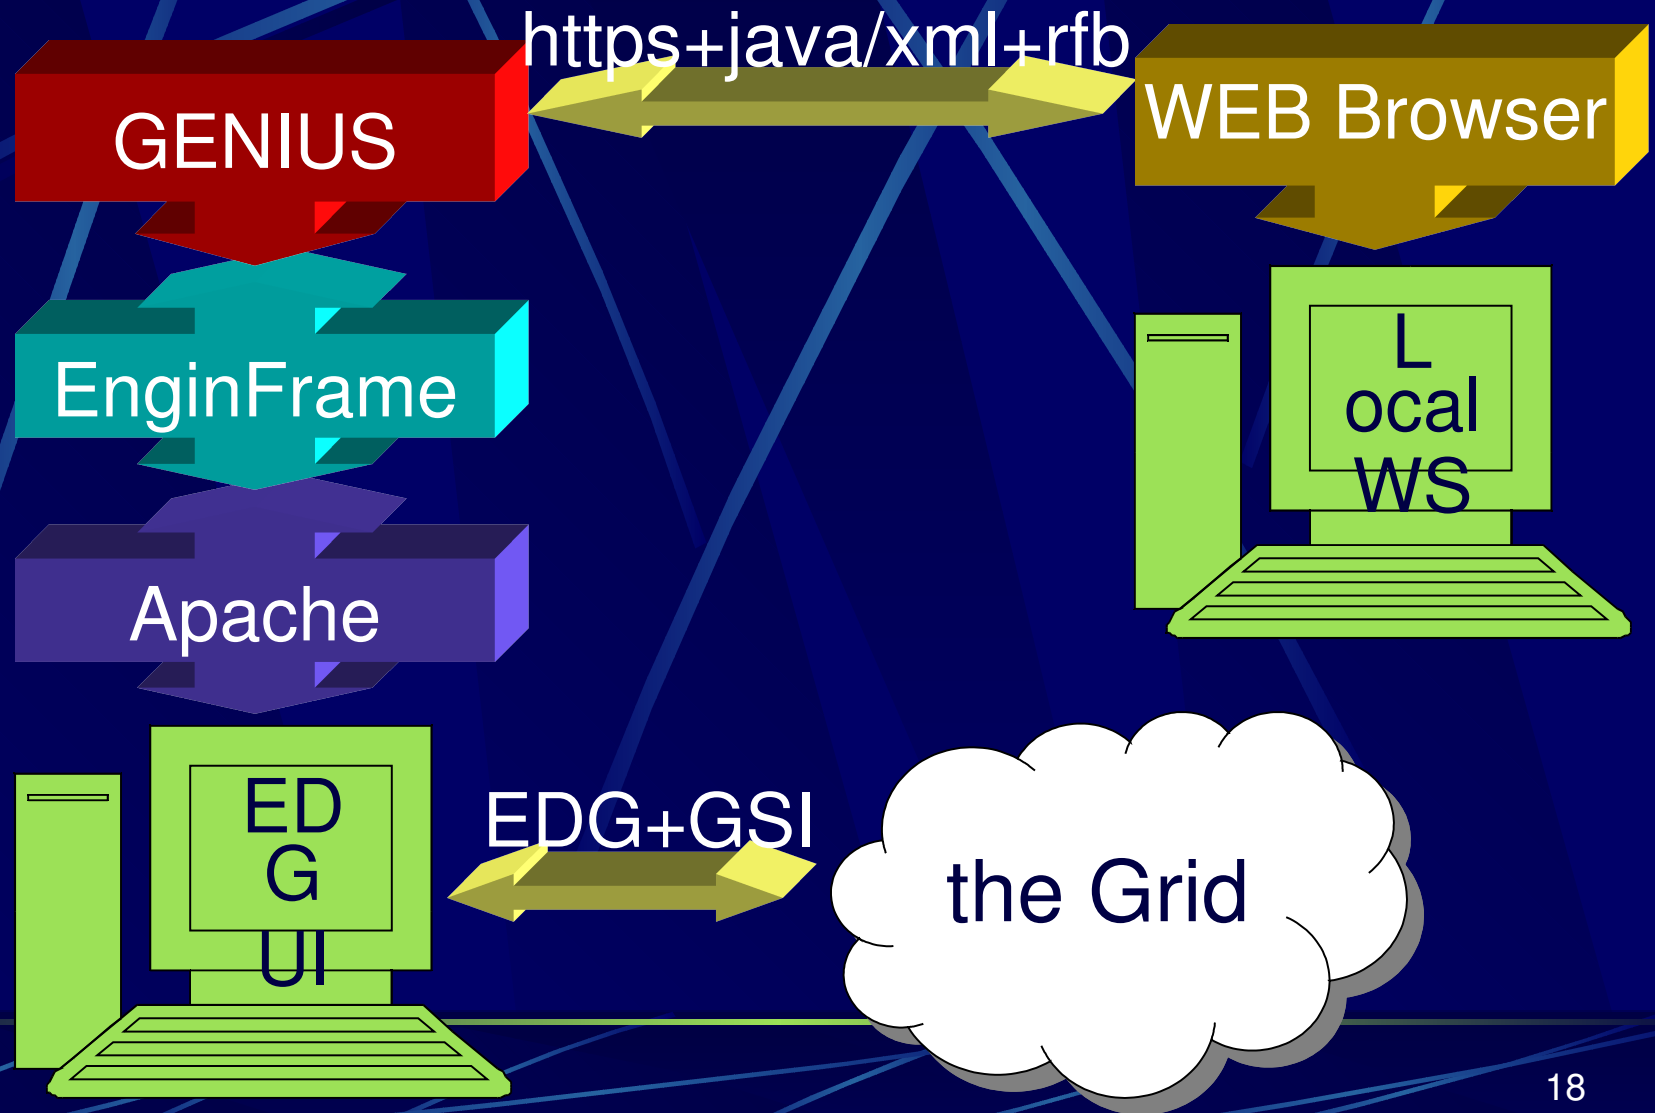 https+java/xml+rfb
GENIUS
WEB Browser
EnginFrame
L
ocal
WS
Apache
ED
G
UI
EDG+GSI
the Grid
18